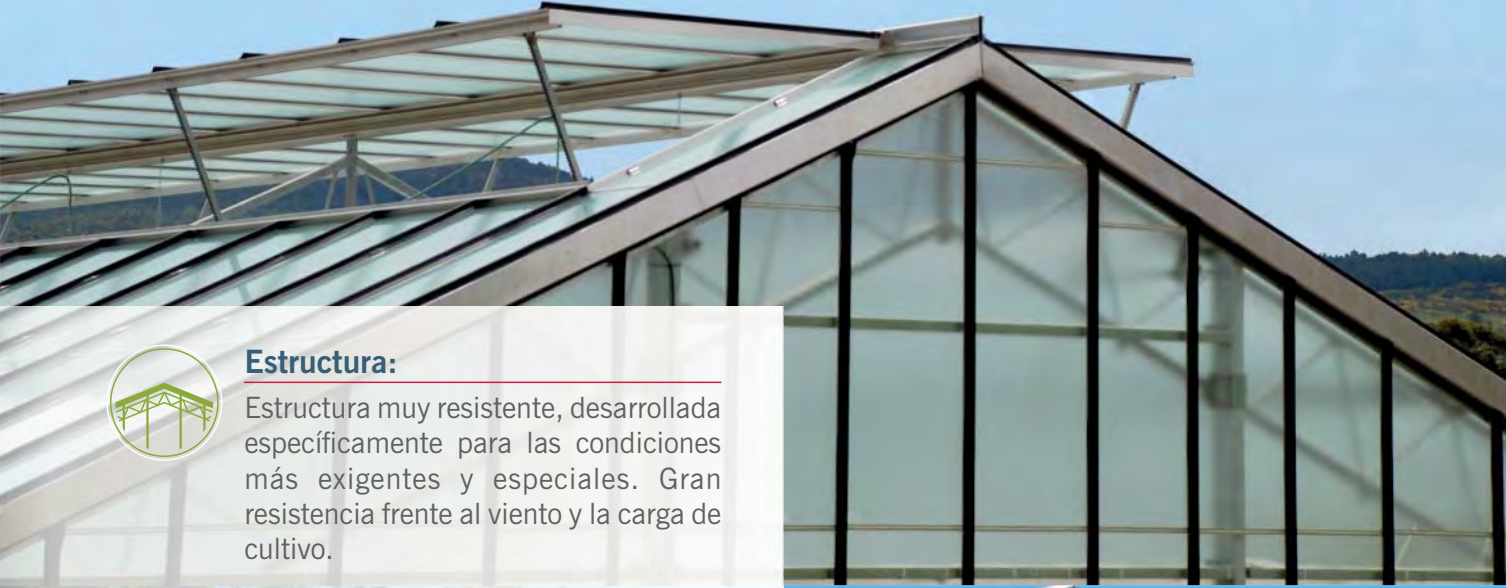 Estructura:
Estructura muy resistente, desarrollada
específicamente para las condiciones
más exigentes y especiales. Gran
resistencia frente al viento y la carga de
cultivo.